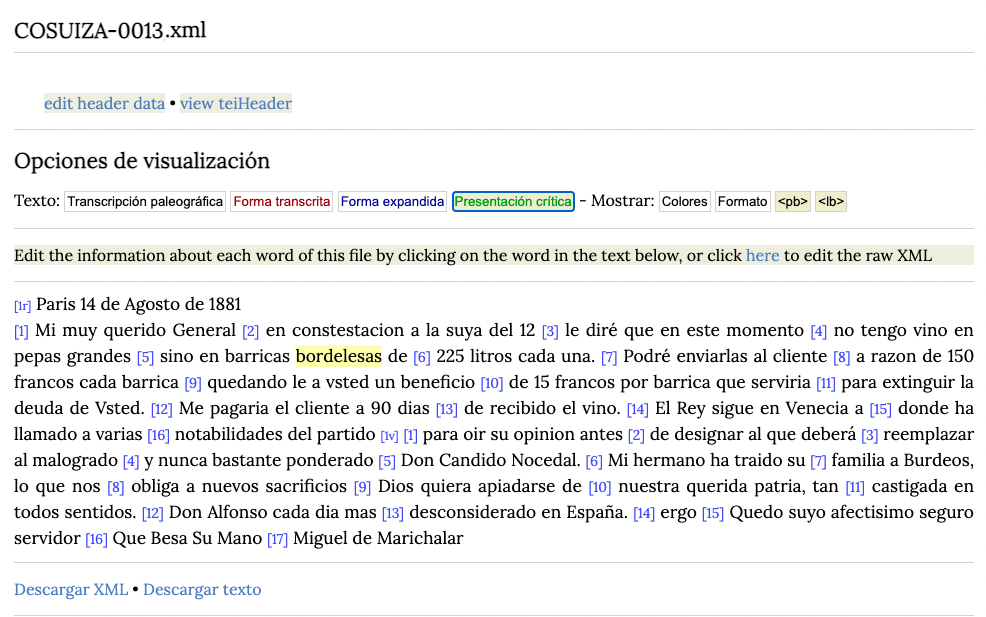 COSUIZA-0013.xml
edit header data • view teiHeader
Opciones de visualización
Texto: Transcripción paleográfica Forma transcrita Forma expandida Presentación crítica - Mostrar: Colores Formato <pb> <lb>
Edit the information about each word of this file by clicking on the word in the text below, or click here to edit the raw XML
[1r] Paris 14 de Agosto de 1881
[1] Mi muy querido General [2] en constestacion a la suya del 12 [3] le diré que en este momento [4] no tengo vino en
pepas grandes [5] sino en barricas bordelesas de [6] 225 litros cada una. [7] Podré enviarlas al cliente [8] a razon de 150
francos cada barrica [9] quedando le a vsted un beneficio [10] de 15 francos por barrica que serviria [11] para extinguir la
deuda de Vsted. [12] Me pagaria el cliente a 90 dias [13] de recibido el vino. [14] El Rey sigue en Venecia a [15] donde ha
llamado a varias [16] notabilidades del partido [1v] [1] para oir su opinion antes [2] de designar al que deberá [3] reemplazar
al malogrado [4] y nunca bastante ponderado [5] Don Candido Nocedal. [6] Mi hermano ha traido su [7] familia a Burdeos,
lo que nos [8] obliga a nuevos sacrificios [9] Dios quiera apiadarse de [10] nuestra querida patria, tan [11] castigada en
todos sentidos. [12] Don Alfonso cada dia mas [13] desconsiderado en España. [14] ergo [15] Quedo suyo afectisimo seguro
servidor [16] Que Besa Su Mano [17] Miguel de Marichalar
Descargar XML • Descargar texto